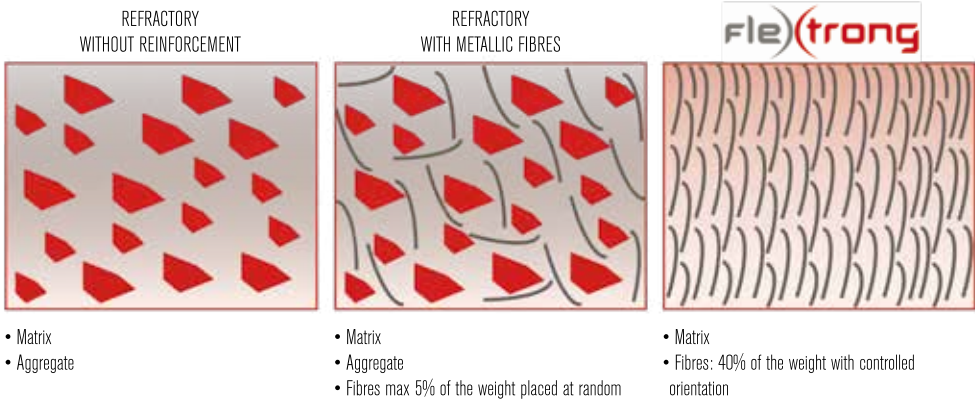 REFRACTORY
WITHOUT REINFORCEMENT
• Matrix
• Aggregate
REFRACTORY
WITH METALLIC FIBRES
• Matrix
• Aggregate
• Fibres max 5% of the weight placed at random
Fle)(trong
• Matrix
• Fibres: 40% of the weight with controlled
orientation